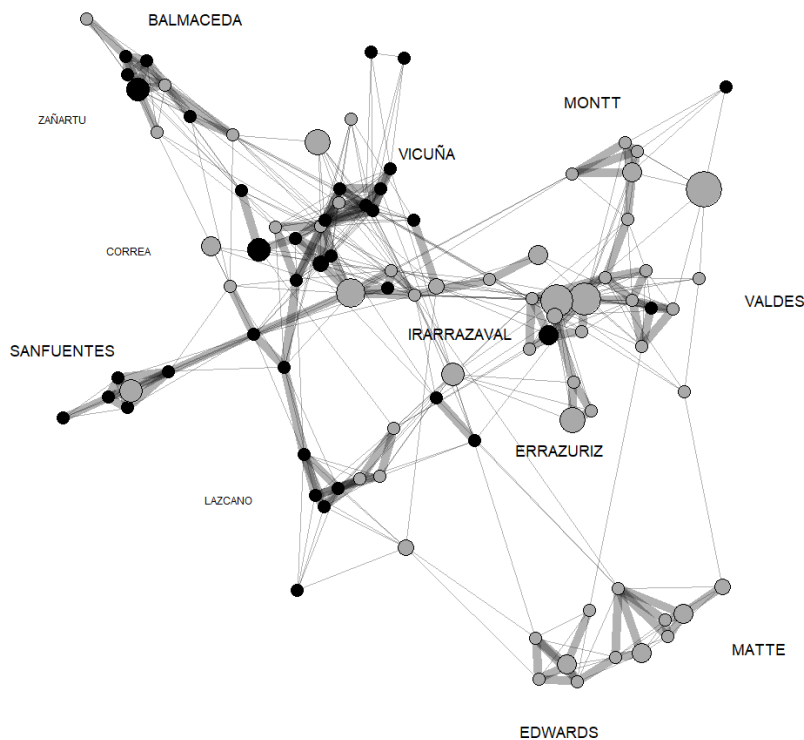 BALMACEDA
MONTT
ZAÑARTU
VICUÑA
CORREA
VALDES
IRARRAZAVAL
SANFUENTES
ERRAZURIZ
LAZCANO
MATTE
EDWARDS